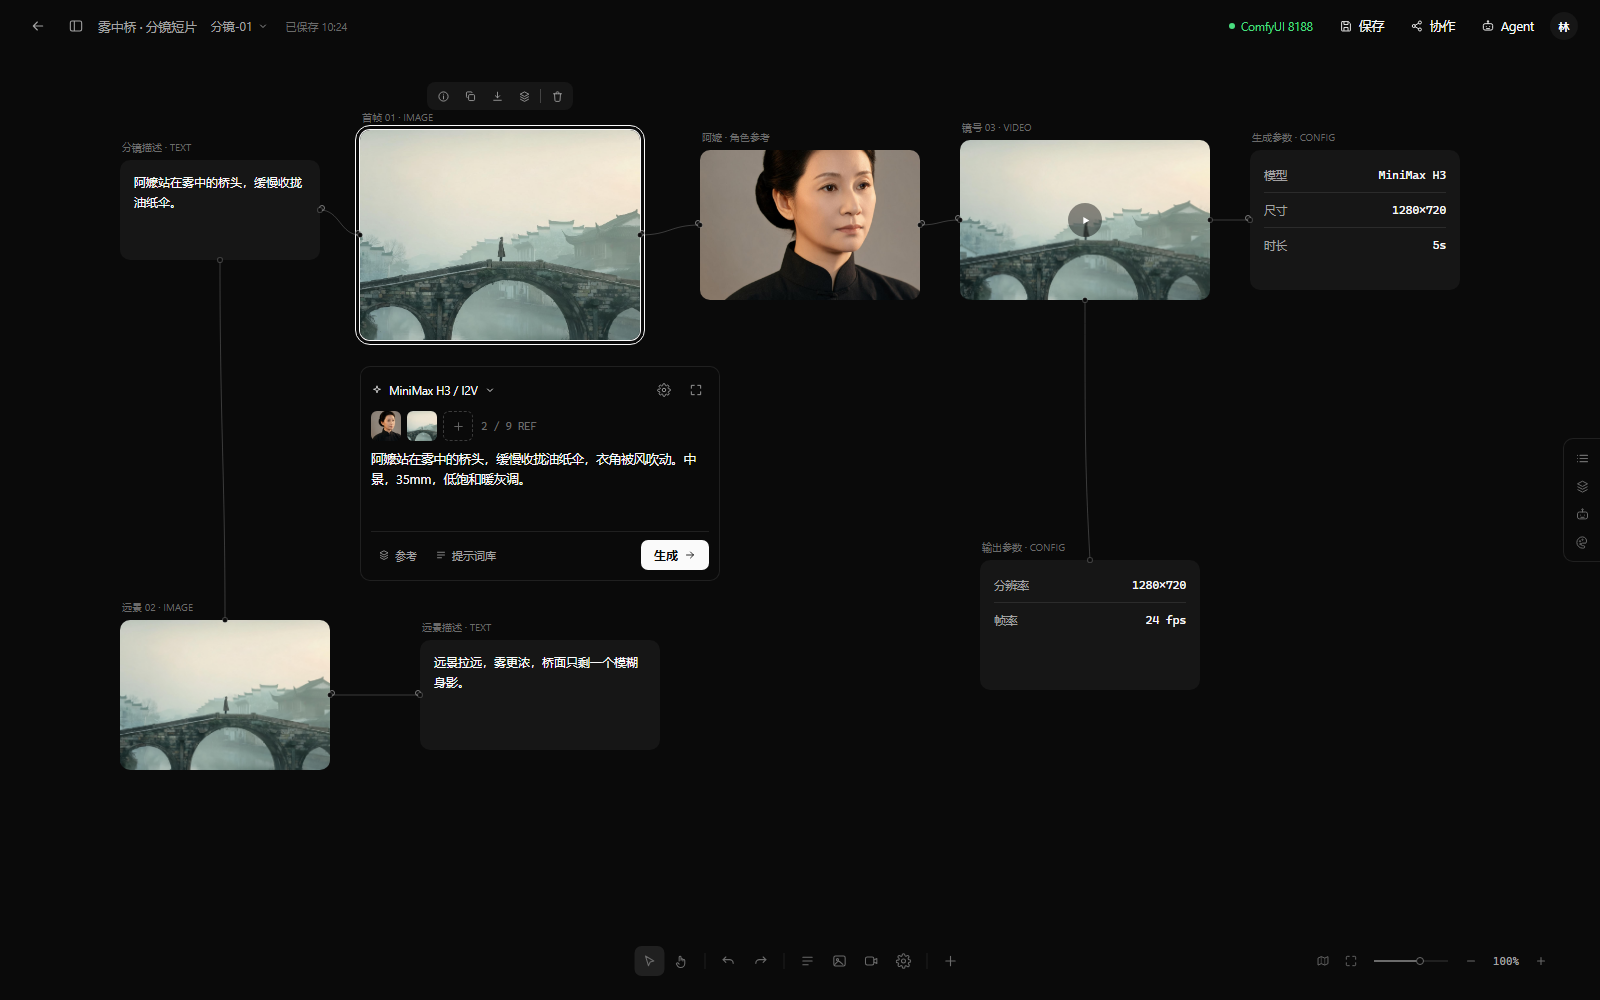 雾中桥 · 分镜短片
分镜-01
已保存 10:24
ComfyUI 8188
保存
协作
Agent
林
分镜描述 · TEXT
阿嬷站在雾中的桥头，缓慢收拢
油纸伞。
首帧 01 · IMAGE
阿嬷 · 角色参考
镜号 03 · VIDEO
生成参数 · CONFIG
模型 MiniMax H3
尺寸 1280×720
时长 5s
MiniMax H3 / I2V
2 / 9 REF
阿嬷站在雾中的桥头，缓慢收拢油纸伞，衣角被风吹动。中
景，35mm，低饱和暖灰调。
参考
提示词库
生成
输出参数 · CONFIG
分辨率 1280×720
帧率 24 fps
远景 02 · IMAGE
远景描述 · TEXT
远景拉远，雾更浓，桥面只剩一个模糊
身影。
100%